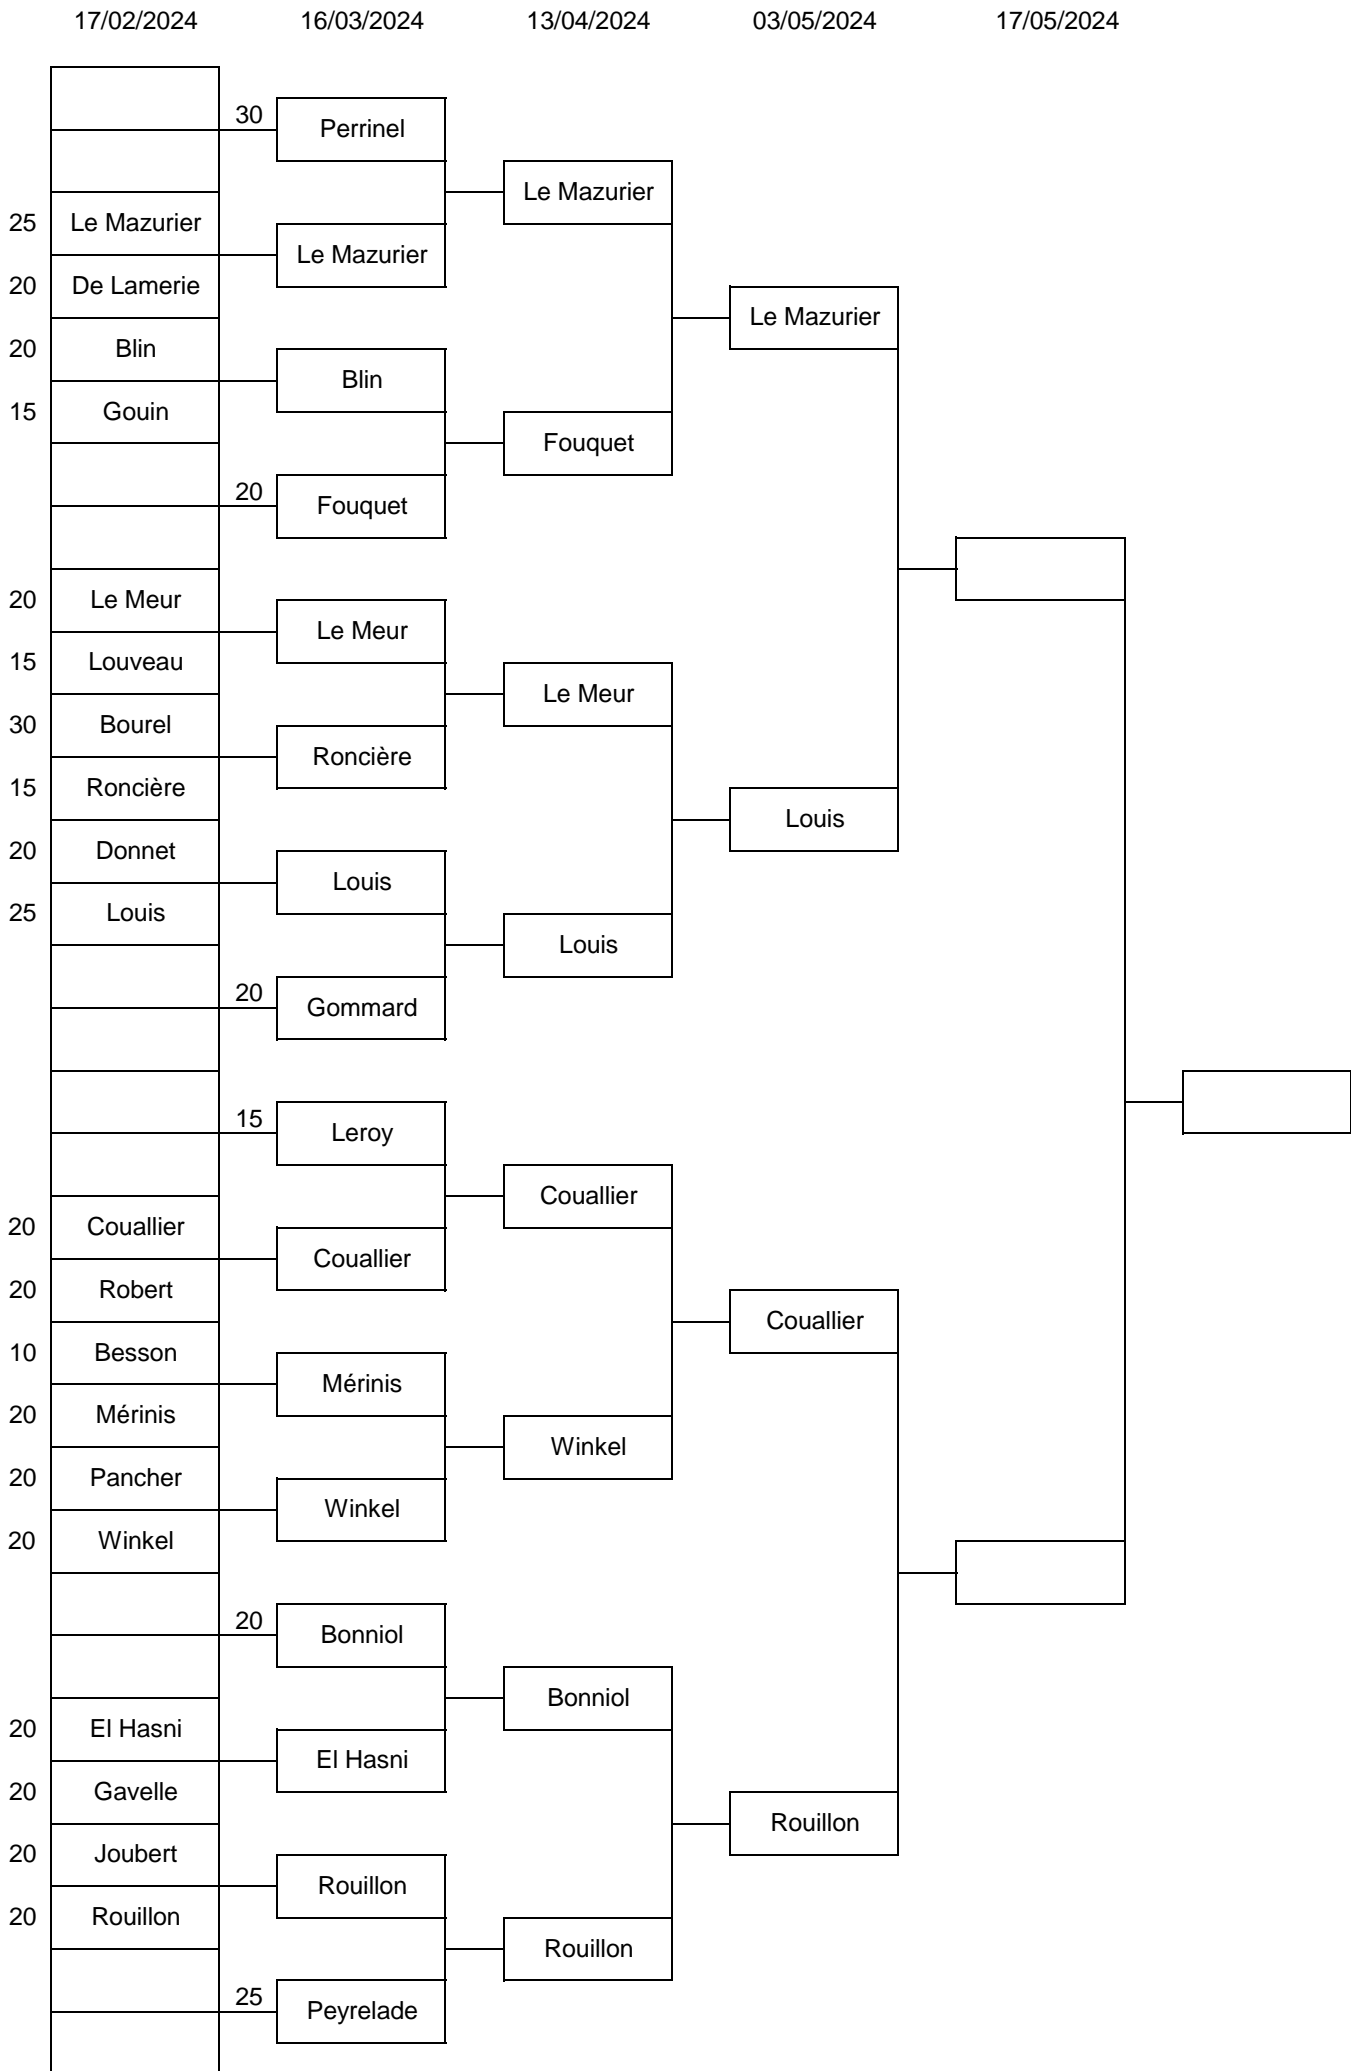 17/02/2024 16/03/2024 13/04/2024 03/05/2024 17/05/2024
30
Perrinel
Le Mazurier
25 Le Mazurier
Le Mazurier
20 De Lamerie
Le Mazurier
20 Blin
Blin
15 Gouin
Fouquet
20
Fouquet
20 Le Meur
Le Meur
15 Louveau
Le Meur
30 Bourel
Roncière
15 Roncière
Louis
20 Donnet
Louis
25 Louis
Louis
20
Gommard
15
Leroy
Couallier
20 Couallier
Couallier
20 Robert
Couallier
10 Besson
Mérinis
20 Mérinis
Winkel
20 Pancher
Winkel
20 Winkel
20
Bonniol
Bonniol
20 El Hasni
El Hasni
20 Gavelle
Rouillon
20 Joubert
Rouillon
20 Rouillon
Rouillon
25
Peyrelade